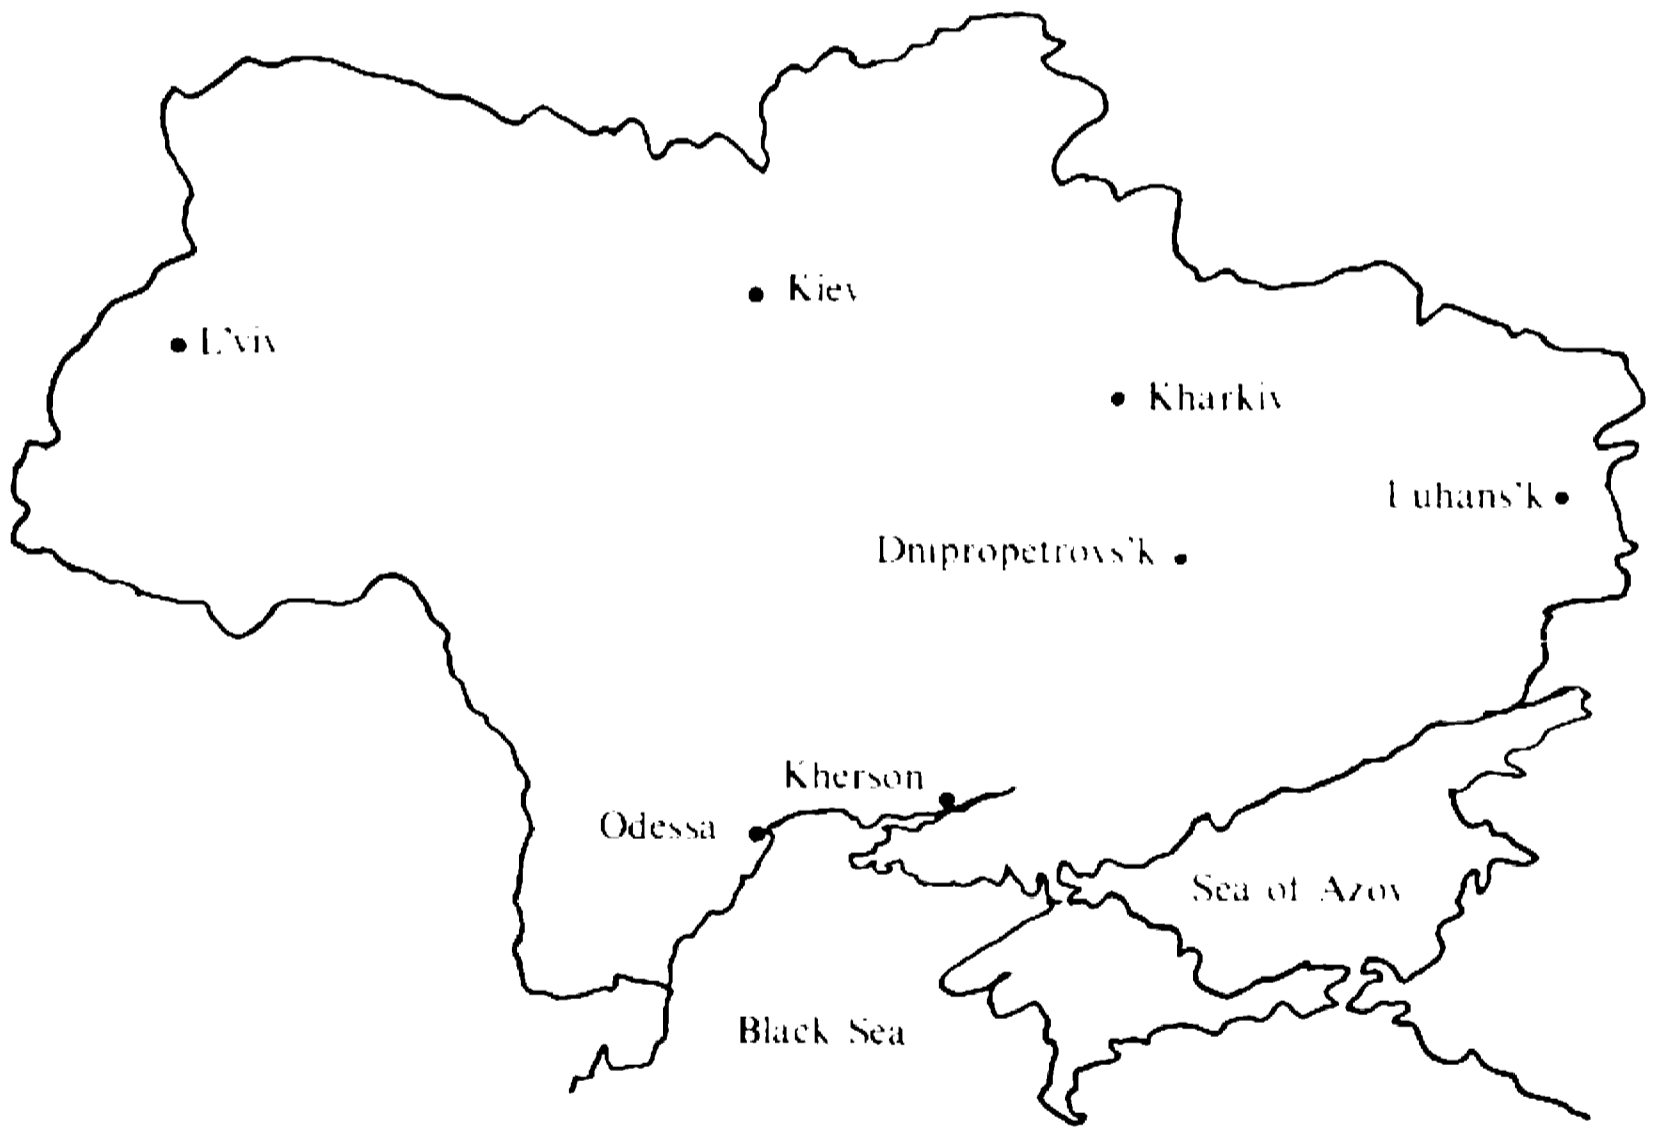 Kiev
L'viv
Kharkiv
Luhans'k
Dnipropetrovs'k
Kherson
Odessa
Sea of Azov
Black Sea